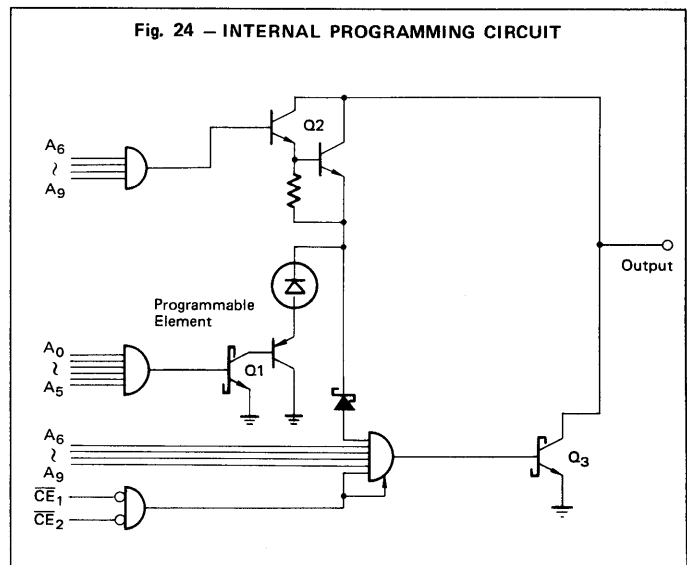 Fig. 24 — INTERNAL PROGRAMMING CIRCUIT
A6
~
A9
Q2
Output
Programmable
Element
A0
~
A5
Q1
A6
~
A9
Q3
CE1
CE2